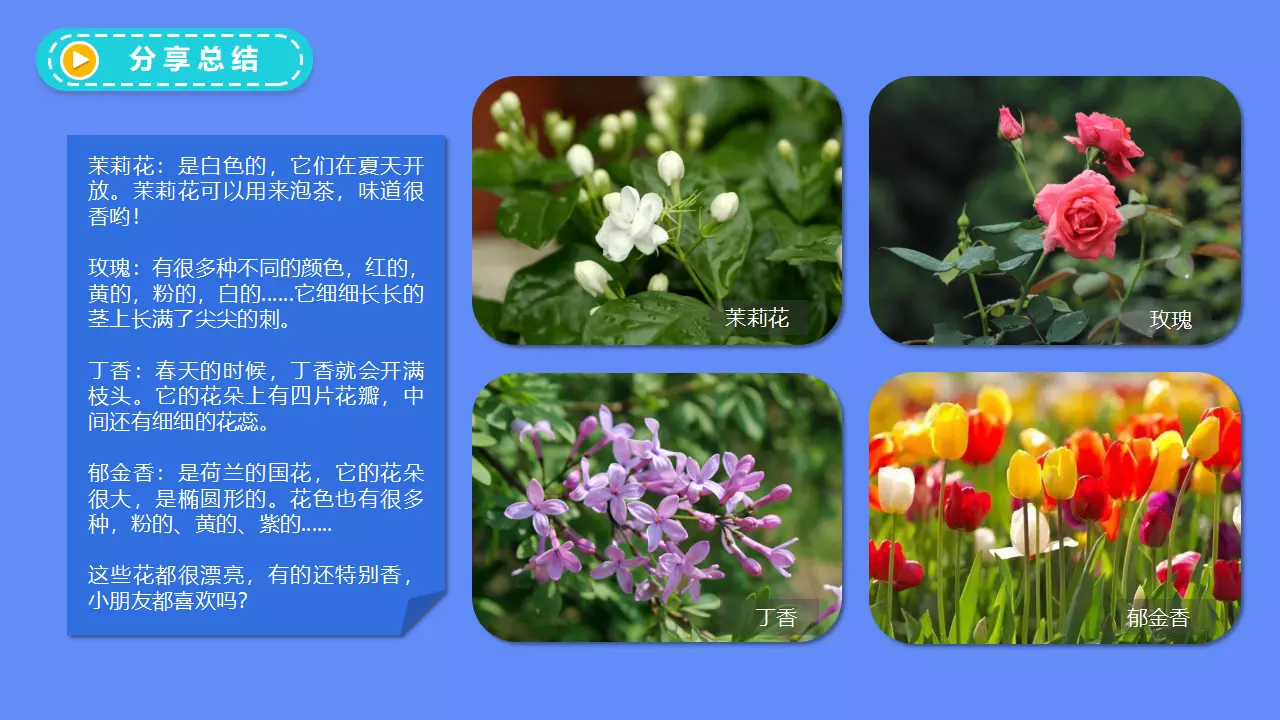 分享总结
茉莉花：是白色的，它们在夏天开
放。茉莉花可以用来泡茶，味道很
香哟！
玫瑰：有很多种不同的颜色，红的，
黄的，粉的，白的……它细细长长的
茎上长满了尖尖的刺。
丁香：春天的时候，丁香就会开满
枝头。它的花朵上有四片花瓣，中
间还有细细的花蕊。
郁金香：是荷兰的国花，它的花朵
很大，是椭圆形的。花色也有很多
种，粉的、黄的、紫的……
这些花都很漂亮，有的还特别香，
小朋友都喜欢吗？
茉莉花
玫瑰
丁香
郁金香